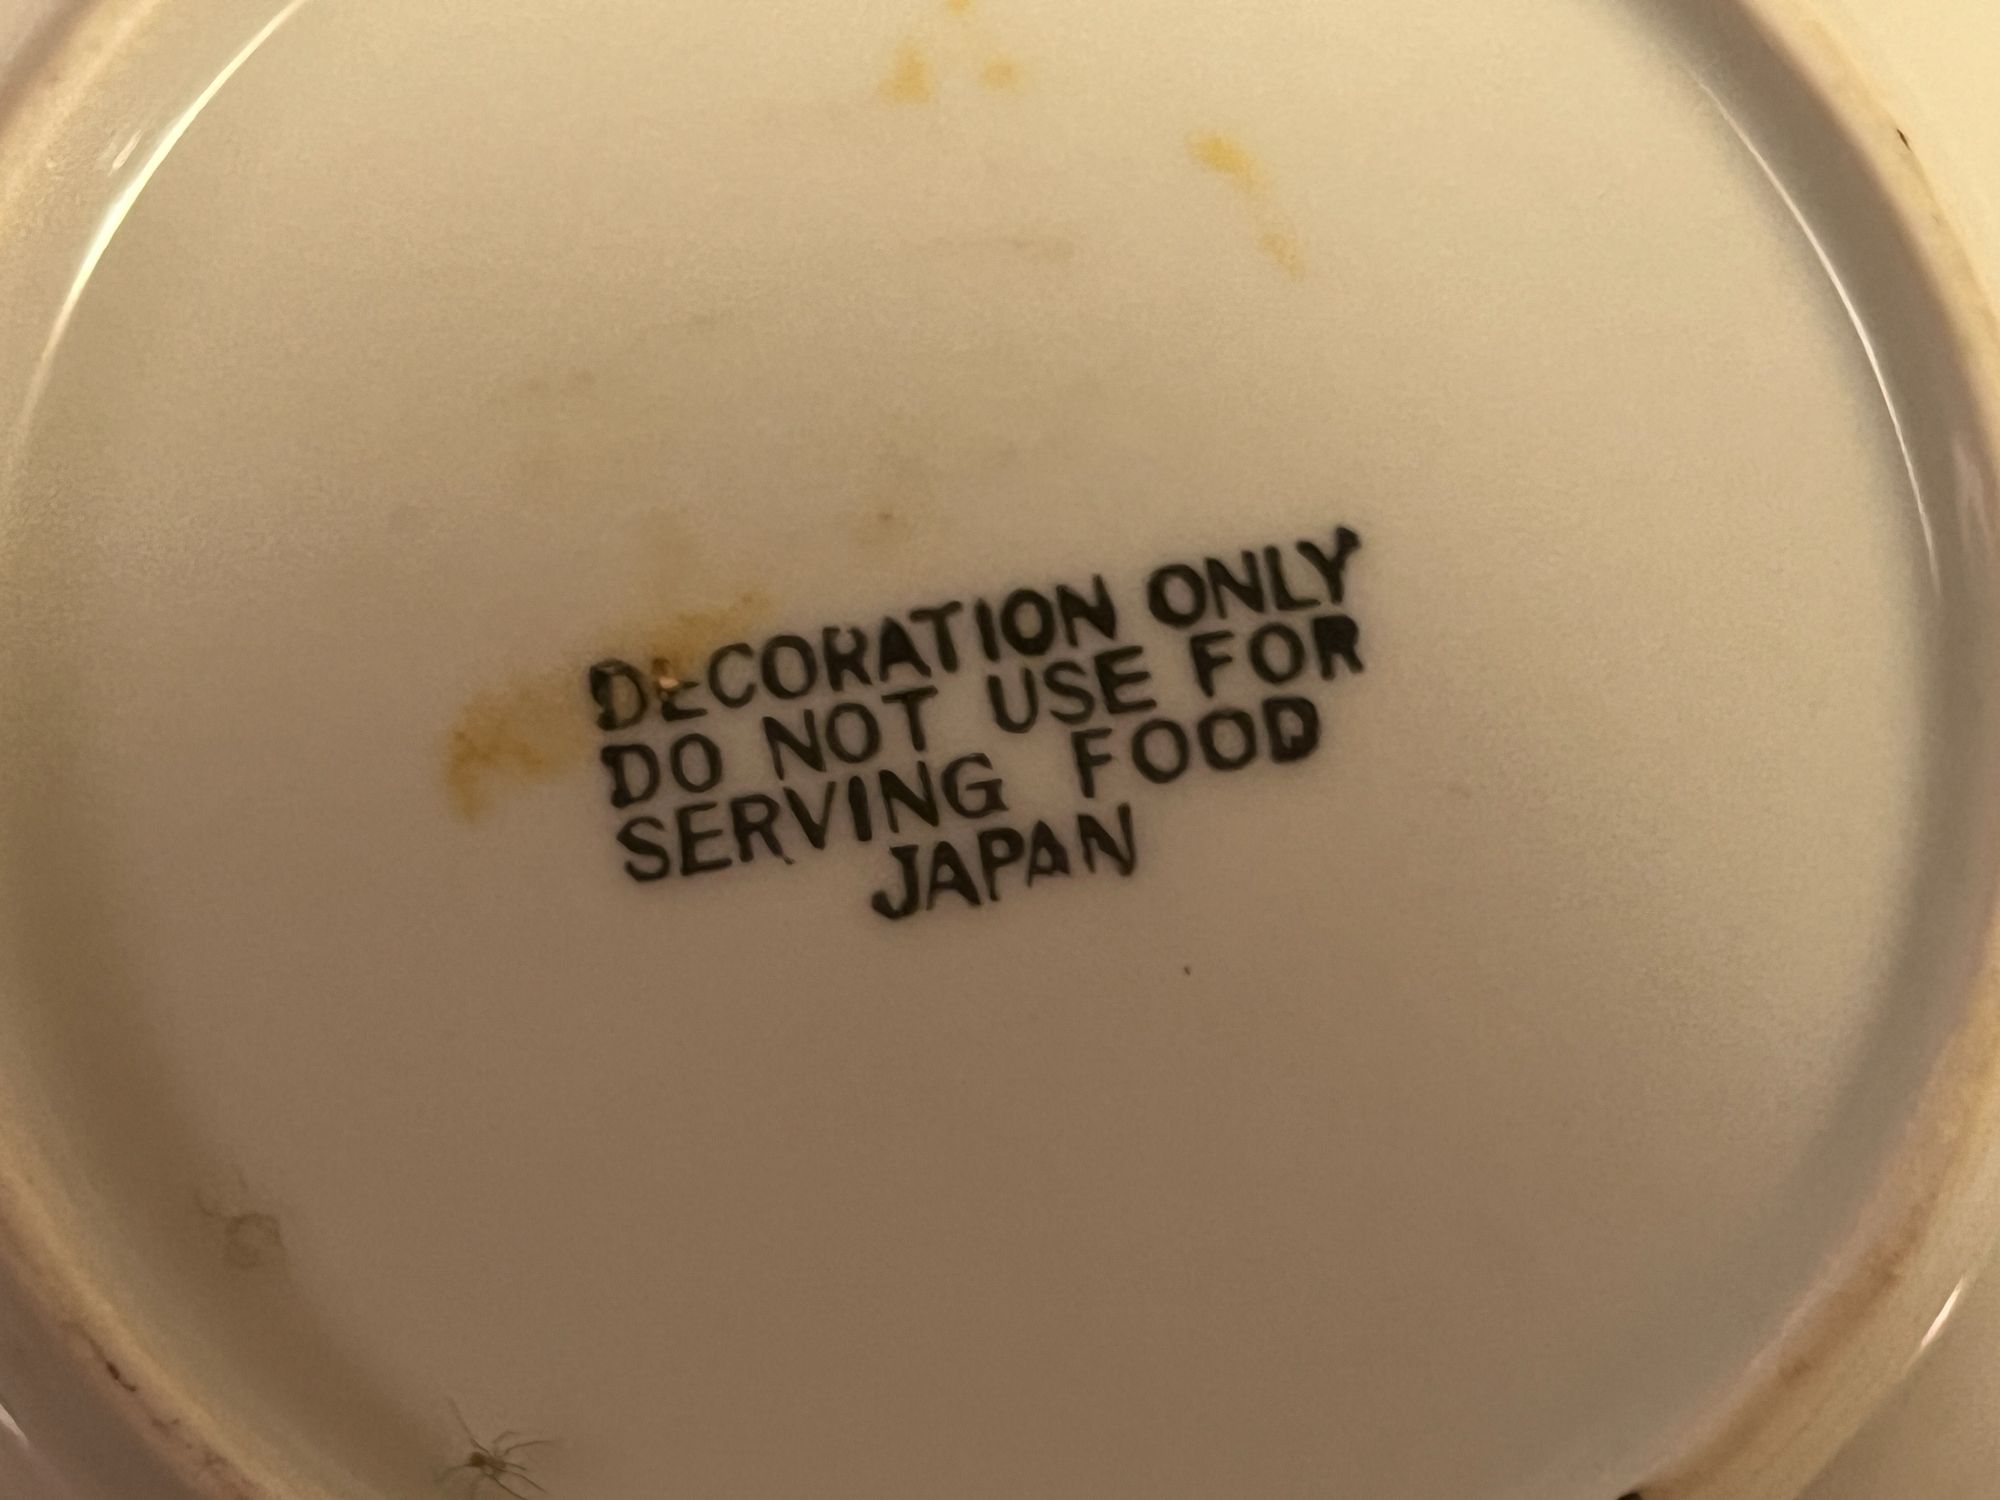 DECORATION ONLY
DO NOT USE FOR
SERVING FOOD
JAPAN